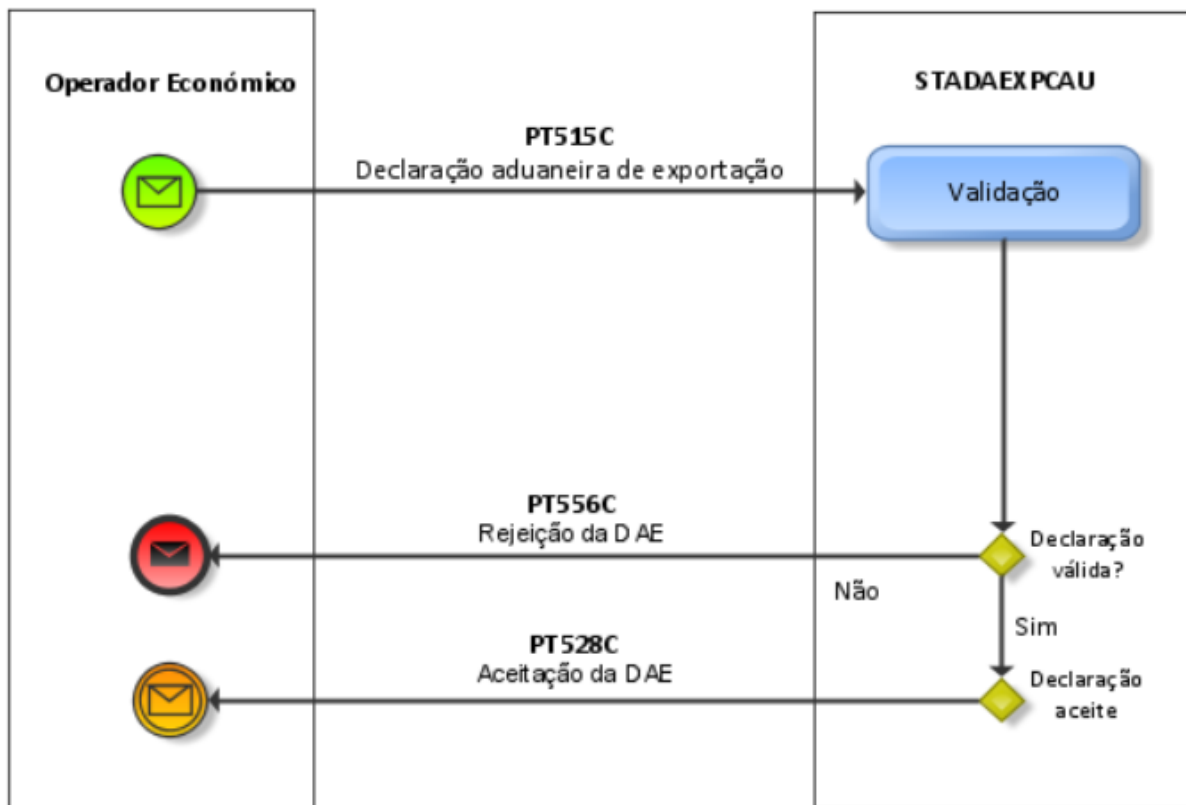 Operador Económico
STADAEXPCAU
PT515C
Declaração aduaneira de exportação
Validação
PT556C
Rejeição da DAE
Declaração
válida?
Não
Sim
PT528C
Aceitação da DAE
Declaração
aceite